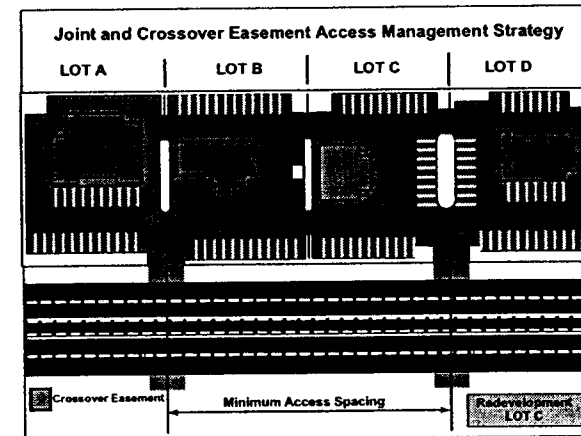 Joint and Crossover Easement Access Management Strategy
LOT A LOT B LOT C LOT D
Crossover Easement
Minimum Access Spacing
Redevelopment
LOT C